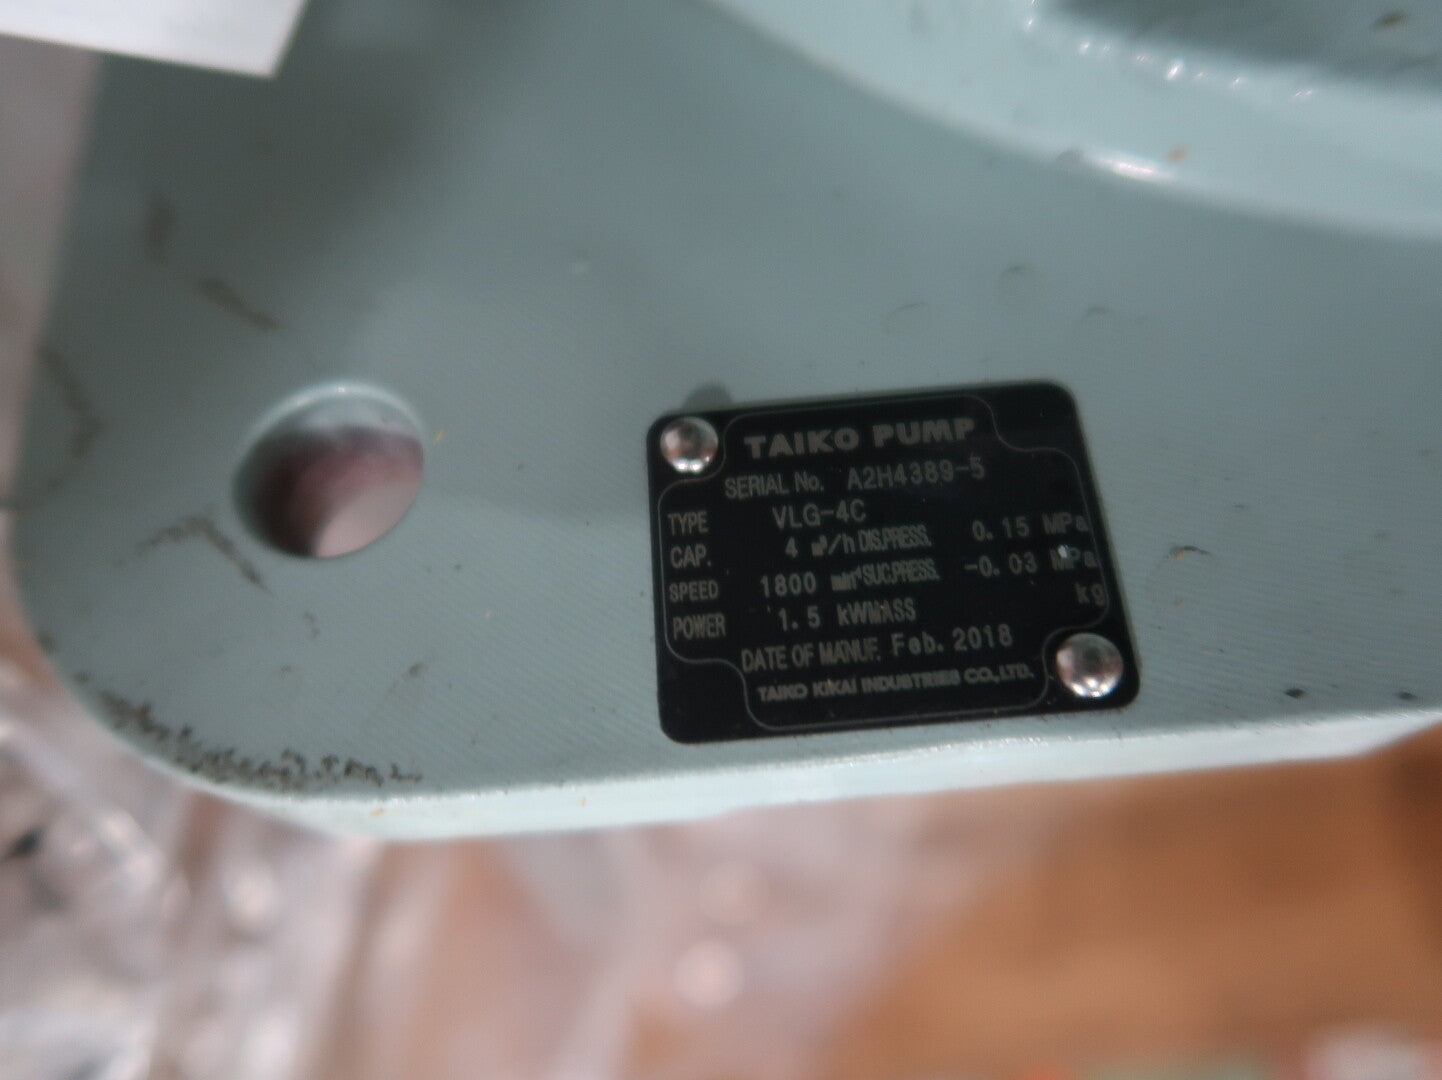 TAIKO PUMP
SERIAL No. A2H4389-5
TYPE VLG-4C
CAP. 4 m³/h DIS.PRESS. 0.15 MPa
SPEED 1800 min⁻¹ SUC.PRESS. -0.03 MPa
POWER 1.5 kW MASS kg
DATE OF MANUF. Feb. 2018
TAIKO KIKAI INDUSTRIES CO.,LTD.